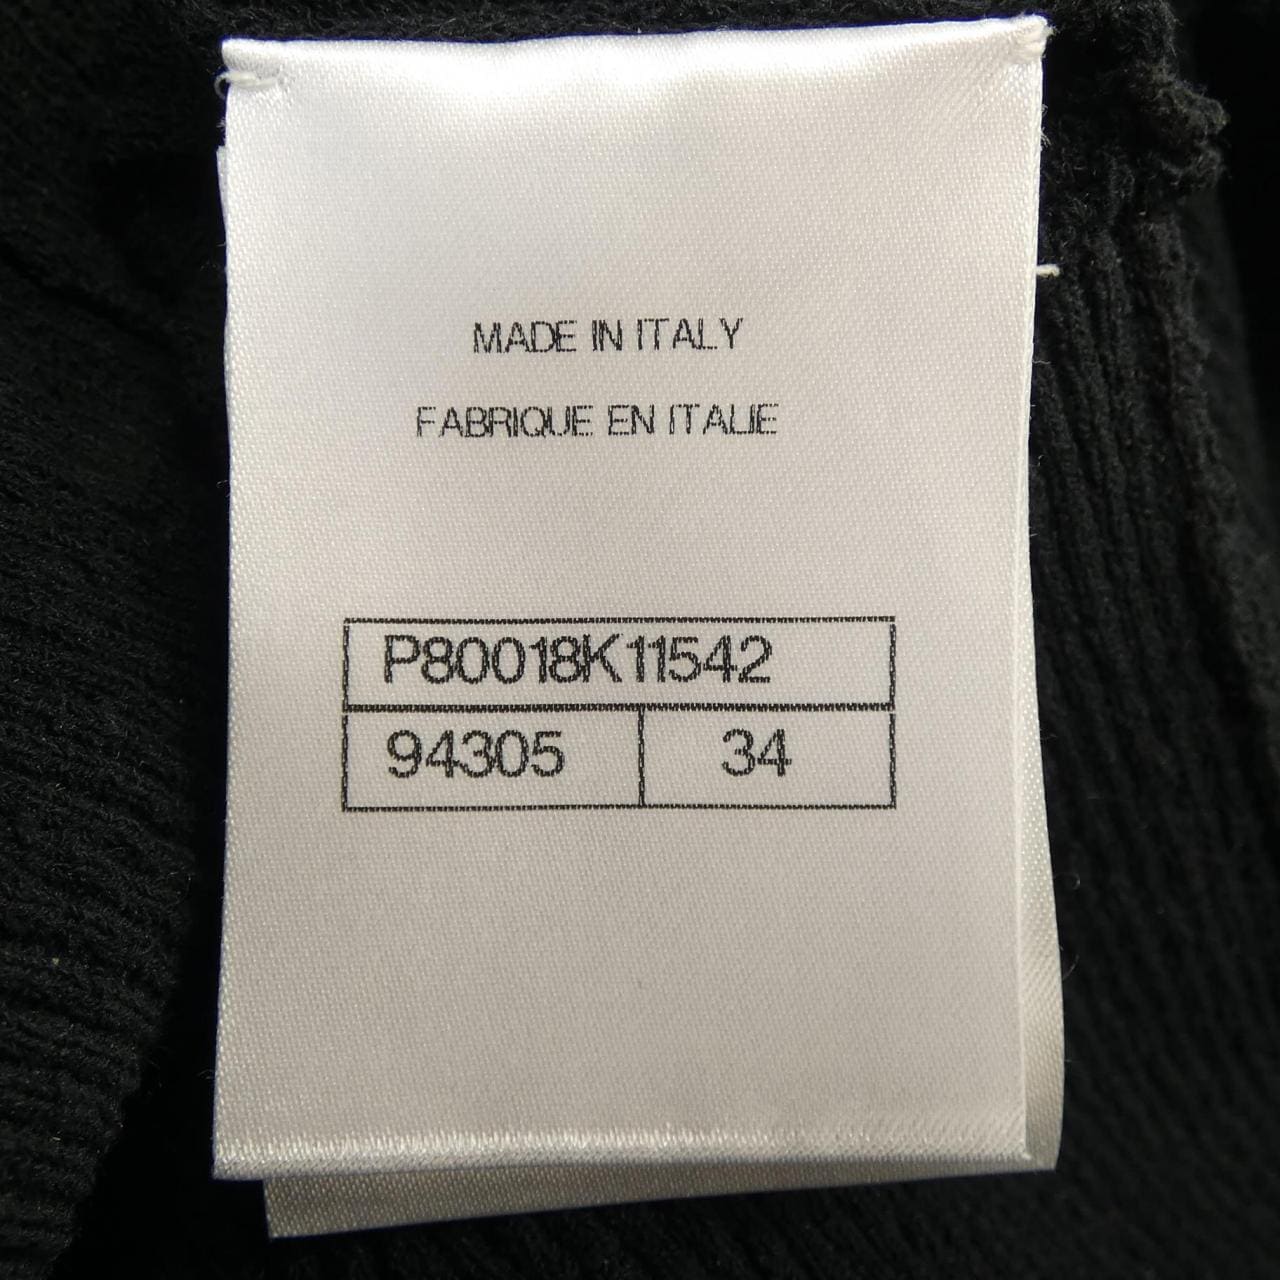 MADE IN ITALY
FABRIQUE EN ITALIE
P80018K11542
94305 34